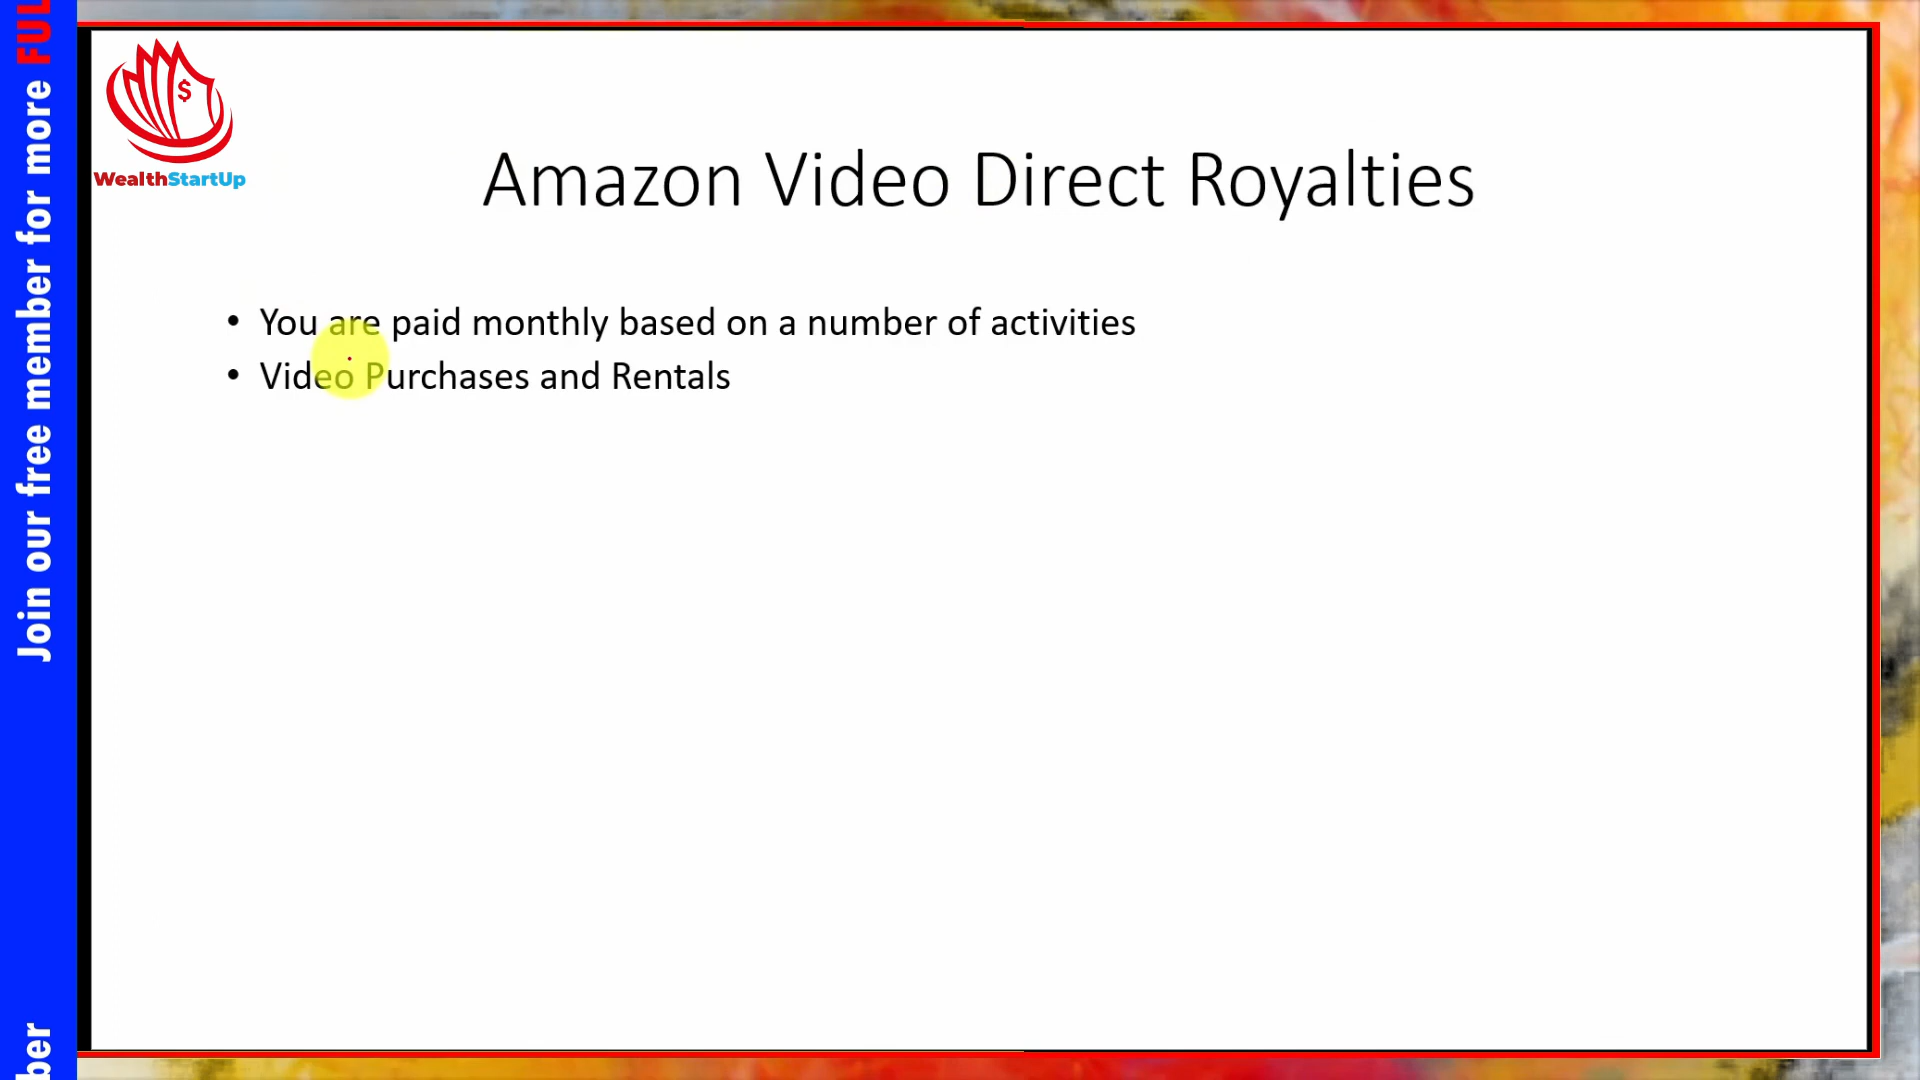 Join our free member for more FUL
ber
$
WealthStartUp
Amazon Video Direct Royalties
• You are paid monthly based on a number of activities
• Video Purchases and Rentals